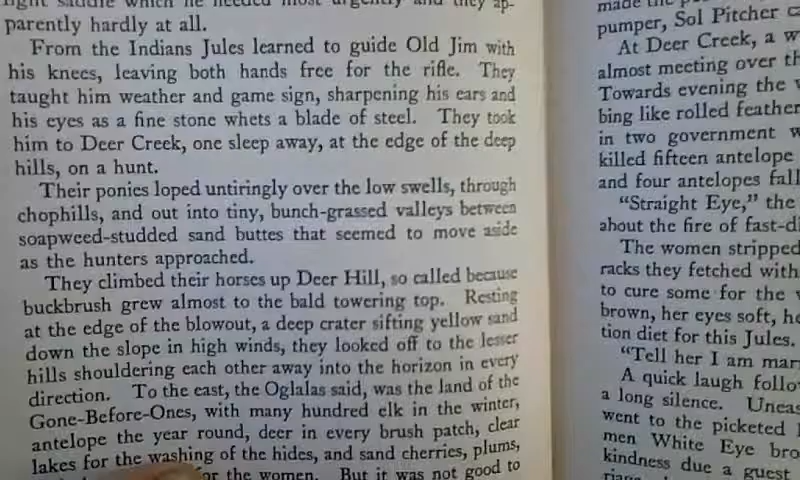 which he needed most urgently and they ap-
parently hardly at all.
From the Indians Jules learned to guide Old Jim with
his knees, leaving both hands free for the rifle. They
taught him weather and game sign, sharpening his ears and
his eyes as a fine stone whets a blade of steel. They took
him to Deer Creek, one sleep away, at the edge of the deep
hills, on a hunt.
Their ponies loped untiringly over the low swells, through
chophills, and out into tiny, bunch-grassed valleys between
soapweed-studded sand buttes that seemed to move aside
as the hunters approached.
They climbed their horses up Deer Hill, so called because
buckbrush grew almost to the bald towering top. Resting
at the edge of the blowout, a deep crater sifting yellow sand
down the slope in high winds, they looked off to the lesser
hills shouldering each other away into the horizon in every
direction. To the east, the Oglalas said, was the land of the
Gone-Before-Ones, with many hundred elk in the winter,
antelope the year round, deer in every brush patch, clear
lakes for the washing of the hides, and sand cherries, plums,
for the women. But it was not good to
made the
pumper, Sol Pitcher
At Deer Creek, a w
almost meeting over th
Towards evening the
bing like rolled feather
in two government w
killed fifteen antelope
and four antelopes fall
"Straight Eye," the
about the fire of fast-d
The women stripped
racks they fetched with
to cure some for the
brown, her eyes soft, he
tion diet for this Jules.
"Tell her I am mar
A quick laugh follo
a long silence. Uneas
went to the picketed
men White Eye bro
kindness due a guest